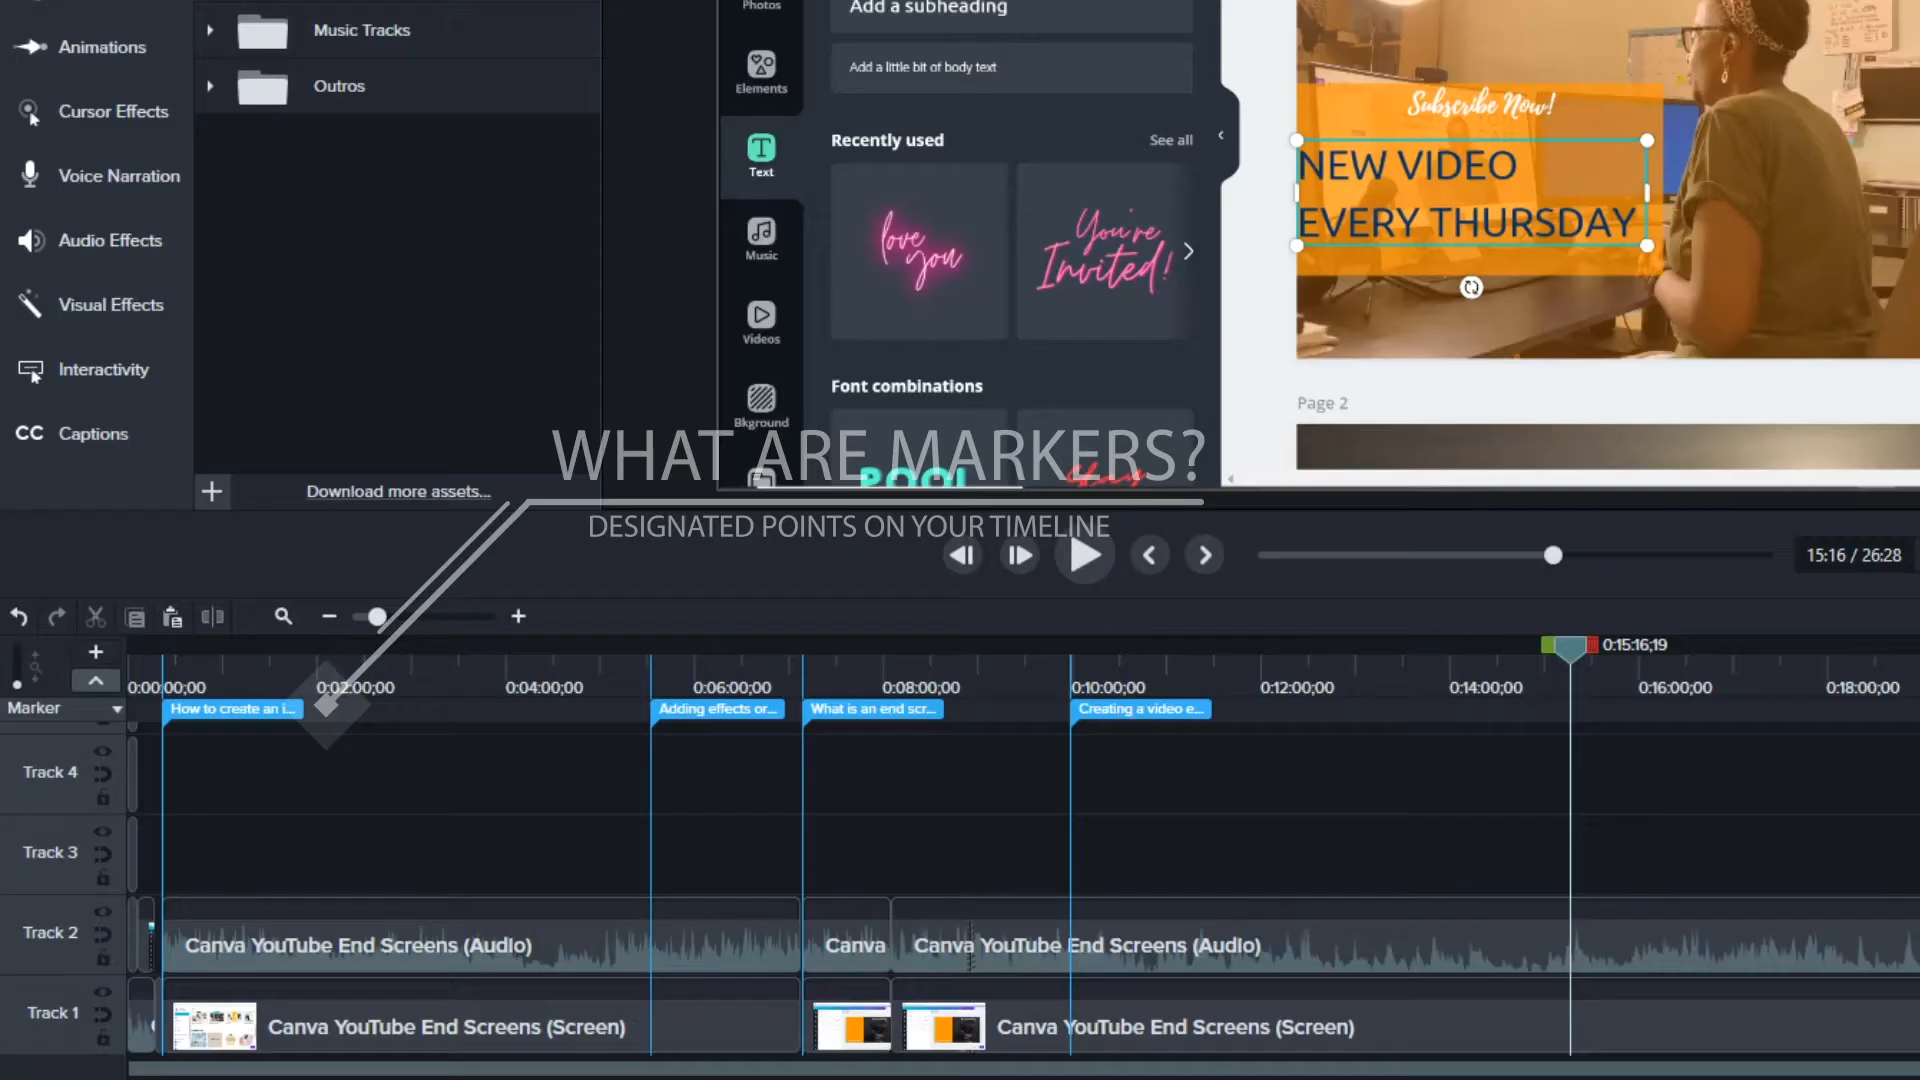 Animations
Cursor Effects
Voice Narration
Audio Effects
Visual Effects
Interactivity
CC Captions
Music Tracks
Outros
Download more assets...
Photos
Elements
Text
Music
Videos
Bkground
Add a subheading
Add a little bit of body text
Recently used
See all
love you
You're Invited!
Font combinations
Subscribe Now!
NEW VIDEO
EVERY THURSDAY
Page 2
WHAT ARE MARKERS?
DESIGNATED POINTS ON YOUR TIMELINE
15:16 / 26:28
0:15:16;19
0:00:00;00 0:02:00;00 0:04:00;00 0:06:00;00 0:08:00;00 0:10:00;00 0:12:00;00 0:14:00;00 0:16:00;00 0:18:00;00
Marker
How to create an i... Adding effects or... What is an end scr... Creating a video e...
Track 4
Track 3
Track 2
Canva YouTube End Screens (Audio) Canva Canva YouTube End Screens (Audio)
Track 1
Canva YouTube End Screens (Screen) Canva YouTube End Screens (Screen)